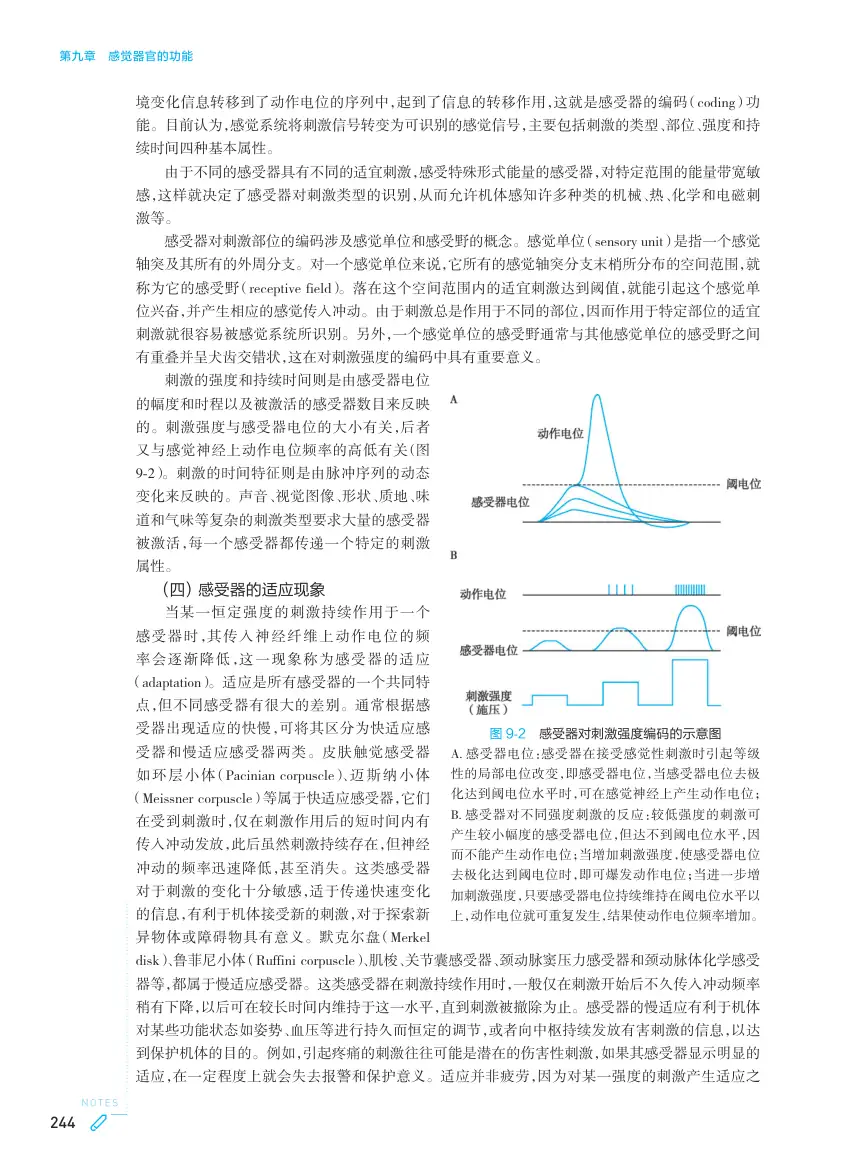 第九章 感觉器官的功能
境变化信息转移到了动作电位的序列中，起到了信息的转移作用，这就是感受器的编码（coding）功
能。目前认为，感觉系统将刺激信号转变为可识别的感觉信号，主要包括刺激的类型、部位、强度和持
续时间四种基本属性。
由于不同的感受器具有不同的适宜刺激，感受特殊形式能量的感受器，对特定范围的能量带宽敏
感，这样就决定了感受器对刺激类型的识别，从而允许机体感知许多种类的机械、热、化学和电磁刺
激等。
感受器对刺激部位的编码涉及感觉单位和感受野的概念。感觉单位（sensory unit）是指一个感觉
轴突及其所有的外周分支。对一个感觉单位来说，它所有的感觉轴突分支末梢所分布的空间范围，就
称为它的感受野（receptive field）。落在这个空间范围内的适宜刺激达到阈值，就能引起这个感觉单
位兴奋，并产生相应的感觉传入冲动。由于刺激总是作用于不同的部位，因而作用于特定部位的适宜
刺激就很容易被感觉系统所识别。另外，一个感觉单位的感受野通常与其他感觉单位的感受野之间
有重叠并呈犬齿交错状，这在对刺激强度的编码中具有重要意义。
刺激的强度和持续时间则是由感受器电位
的幅度和时程以及被激活的感受器数目来反映
的。刺激强度与感受器电位的大小有关，后者
又与感觉神经上动作电位频率的高低有关（图
9-2）。刺激的时间特征则是由脉冲序列的动态
变化来反映的。声音、视觉图像、形状、质地、味
道和气味等复杂的刺激类型要求大量的感受器
被激活，每一个感受器都传递一个特定的刺激
属性。
（四）感受器的适应现象
当某一恒定强度的刺激持续作用于一个
感受器时，其传入神经纤维上动作电位的频
率会逐渐降低，这一现象称为感受器的适应
（adaptation）。适应是所有感受器的一个共同特
点，但不同感受器有很大的差别。通常根据感
受器出现适应的快慢，可将其区分为快适应感
受器和慢适应感受器两类。皮肤触觉感受器
如环层小体（Pacinian corpuscle）、迈斯纳小体
（Meissner corpuscle）等属于快适应感受器，它们
在受到刺激时，仅在刺激作用后的短时间内有
传入冲动发放，此后虽然刺激持续存在，但神经
冲动的频率迅速降低，甚至消失。这类感受器
对于刺激的变化十分敏感，适于传递快速变化
的信息，有利于机体接受新的刺激，对于探索新
异物体或障碍物具有意义。默克尔盘（Merkel
A
动作电位
阈电位
感受器电位
B
动作电位
阈电位
感受器电位
刺激强度
（施压）
图 9-2 感受器对刺激强度编码的示意图
A. 感受器电位：感受器在接受感觉性刺激时引起等级
性的局部电位改变，即感受器电位，当感受器电位去极
化达到阈电位水平时，可在感觉神经上产生动作电位；
B. 感受器对不同强度刺激的反应：较低强度的刺激可
产生较小幅度的感受器电位，但达不到阈电位水平，因
而不能产生动作电位；当增加刺激强度，使感受器电位
去极化达到阈电位时，即可爆发动作电位；当进一步增
加刺激强度，只要感受器电位持续维持在阈电位水平以
上，动作电位就可重复发生，结果使动作电位频率增加。
disk）、鲁菲尼小体（Ruffini corpuscle）、肌梭、关节囊感受器、颈动脉窦压力感受器和颈动脉体化学感受
器等，都属于慢适应感受器。这类感受器在刺激持续作用时，一般仅在刺激开始后不久传入冲动频率
稍有下降，以后可在较长时间内维持于这一水平，直到刺激被撤除为止。感受器的慢适应有利于机体
对某些功能状态如姿势、血压等进行持久而恒定的调节，或者向中枢持续发放有害刺激的信息，以达
到保护机体的目的。例如，引起疼痛的刺激往往可能是潜在的伤害性刺激，如果其感受器显示明显的
适应，在一定程度上就会失去报警和保护意义。适应并非疲劳，因为对某一强度的刺激产生适应之
NOTES
244